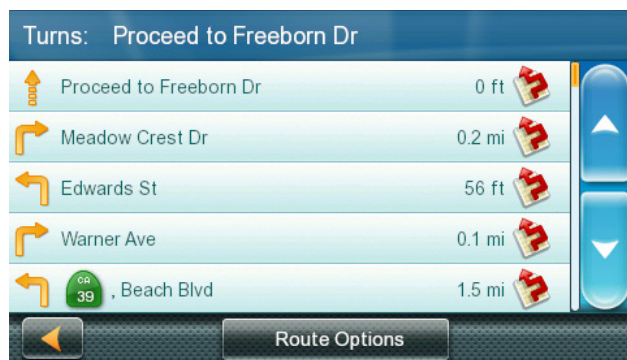 Turns: Proceed to Freeborn Dr
Proceed to Freeborn Dr 0 ft
Meadow Crest Dr 0.2 mi
Edwards St 56 ft
Warner Ave 0.1 mi
CA 39 , Beach Blvd 1.5 mi
Route Options